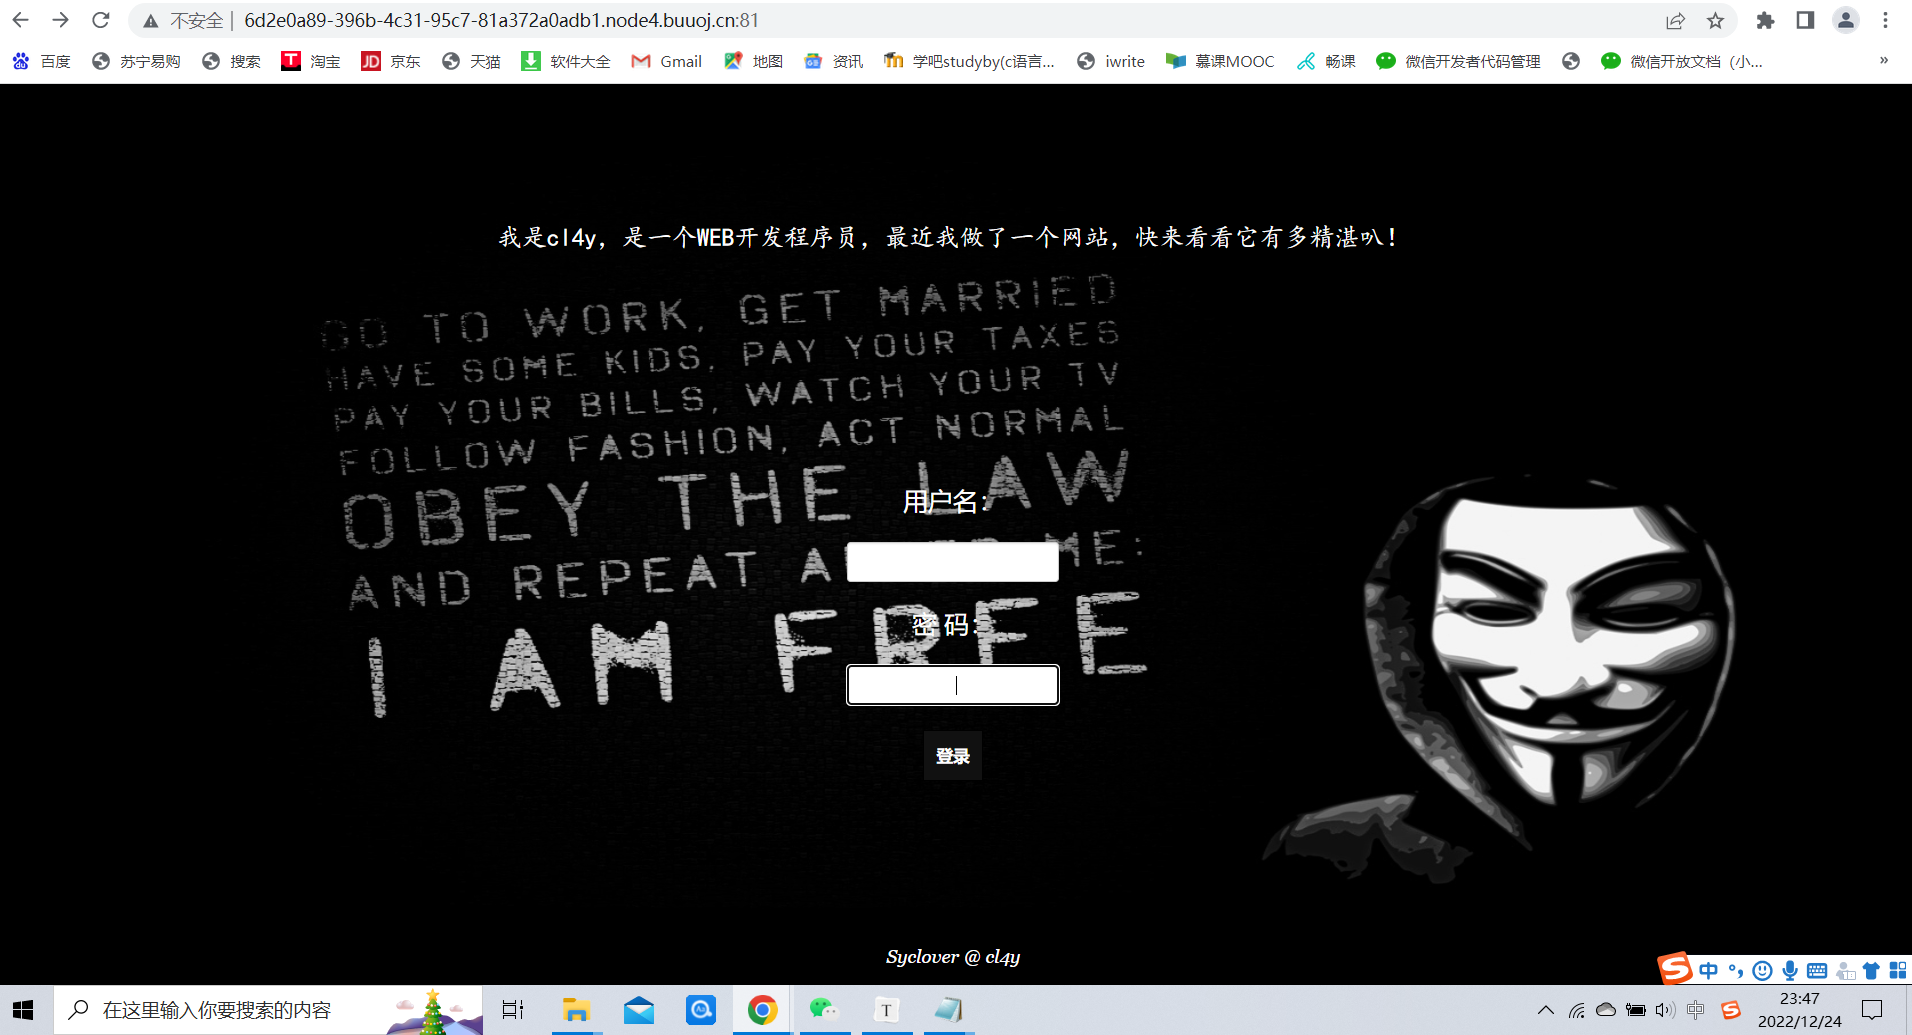 不安全
6d2e0a89-396b-4c31-95c7-81a372a0adb1.node4.buuoj.cn:81
百度 苏宁易购 搜索 淘宝 JD 京东 天猫 软件大全 Gmail 地图 资讯 学吧studyby(c语言... iwrite 慕课MOOC 畅课 微信开发者代码管理 微信开放文档（小... »
我是cl4y，是一个WEB开发程序员，最近我做了一个网站，快来看看它有多精湛叭！
GO TO WORK, GET MARRIED
HAVE SOME KIDS, PAY YOUR TAXES
PAY YOUR BILLS, WATCH YOUR TV
FOLLOW FASHION, ACT NORMAL
OBEY THE LAW
用户名：
AND REPEAT ME:
I AM FREE
密 码：
登录
Syclover @ cl4y
中
在这里输入你要搜索的内容
中
23:47
2022/12/24